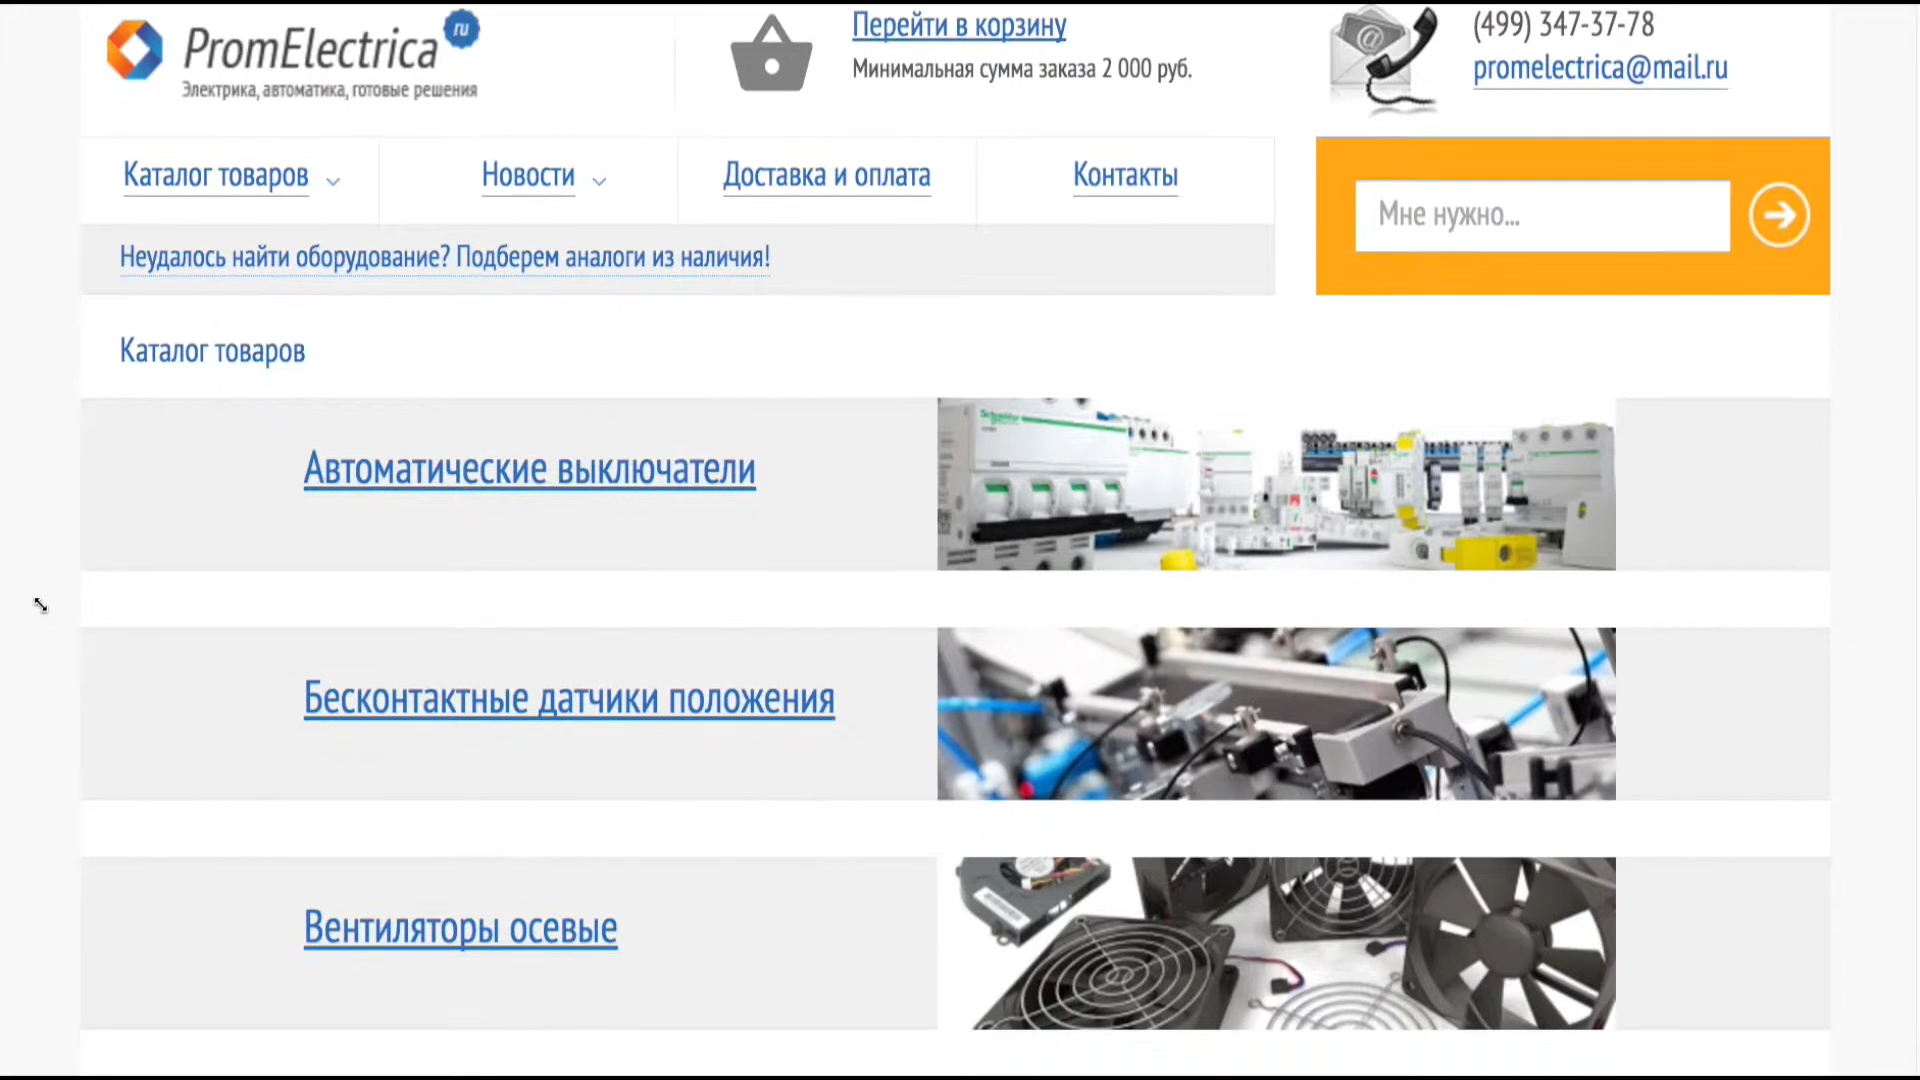 PromElectrica ru
Электрика, автоматика, готовые решения
Перейти в корзину
Минимальная сумма заказа 2 000 руб.
(499) 347-37-78
promelectrica@mail.ru
Каталог товаров
Новости
Доставка и оплата
Контакты
Мне нужно...
Неудалось найти оборудование? Подберем аналоги из наличия!
Каталог товаров
Автоматические выключатели
Schneider
Бесконтактные датчики положения
Вентиляторы осевые